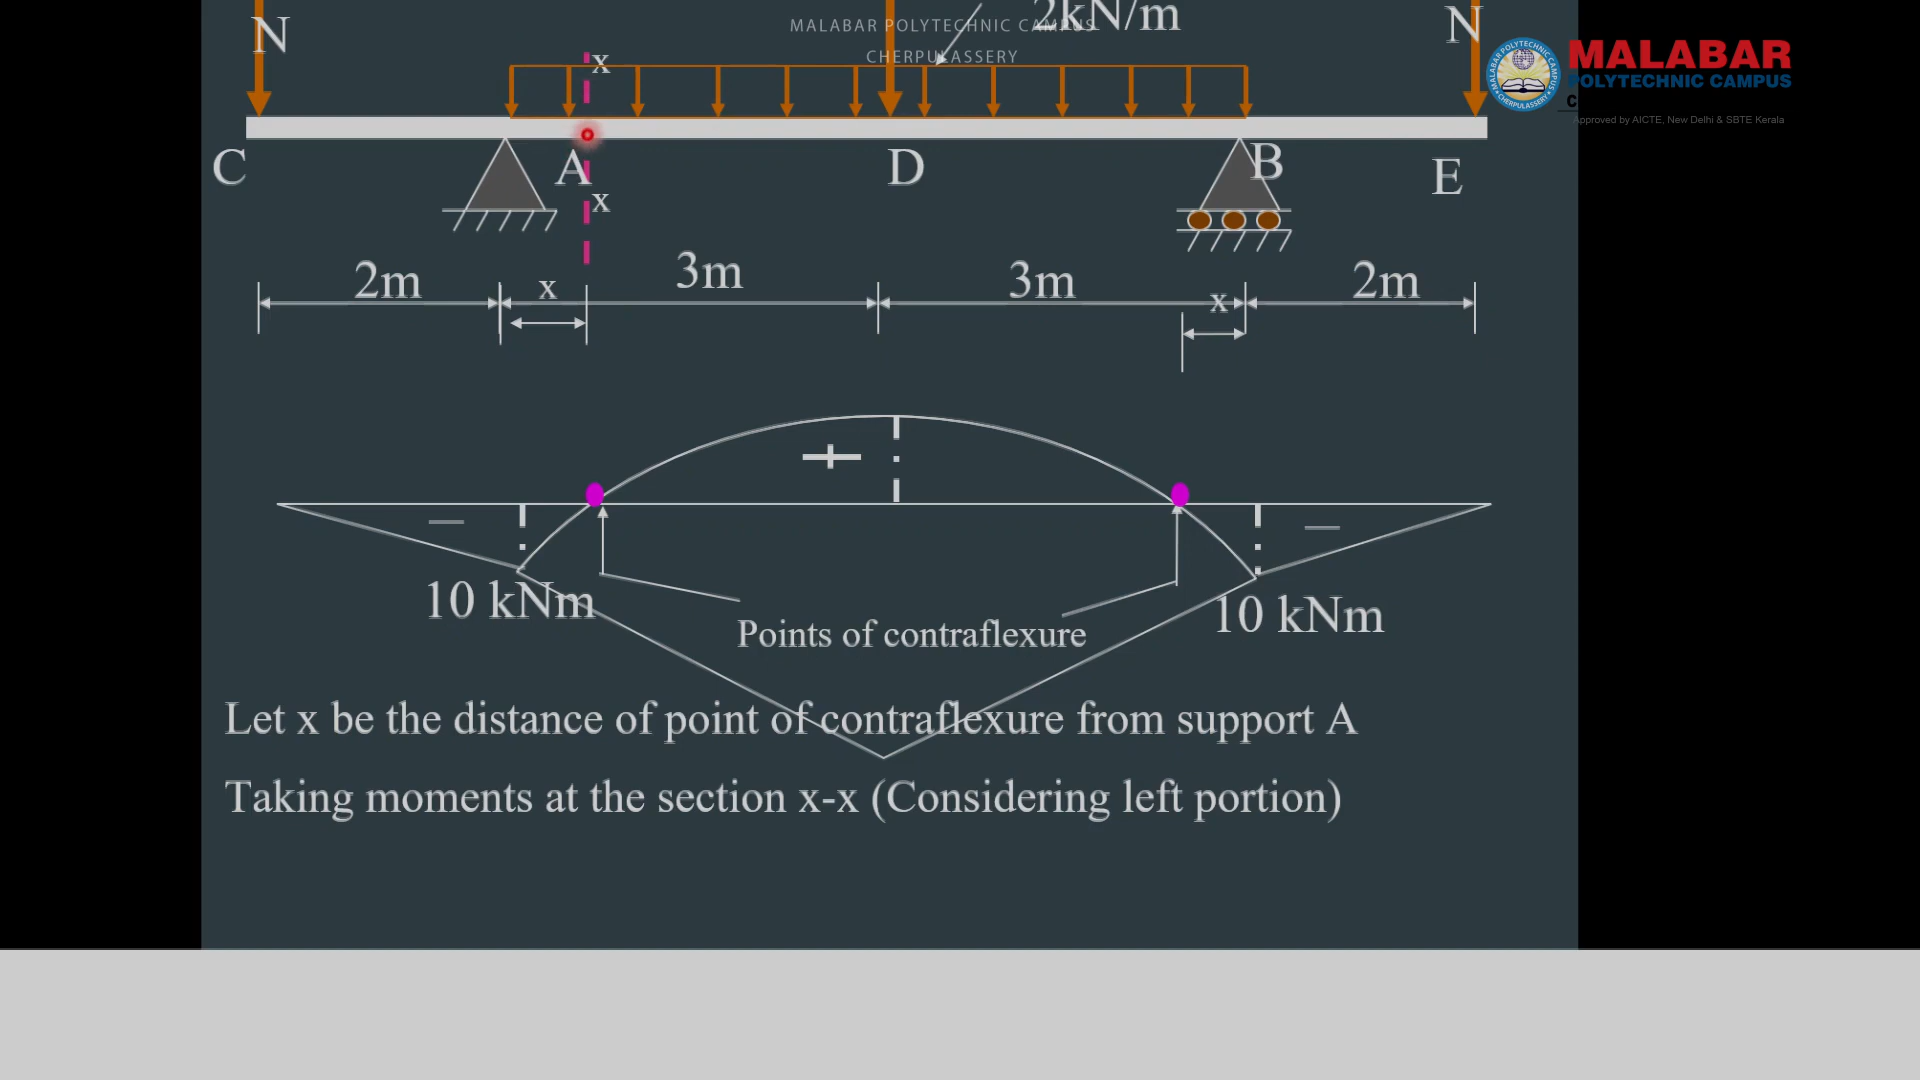 N
2kN/m
N
MALABAR POLYTECHNIC CAMPUS
CHERPULASSERY
MALABAR
POLYTECHNIC CAMPUS
Approved by AICTE, New Delhi & SBTE Kerala
x
C
A
D
B
E
x
2m
x
3m
3m
x
2m
+
10 kNm
10 kNm
Points of contraflexure
Let x be the distance of point of contraflexure from support A
Taking moments at the section x-x (Considering left portion)